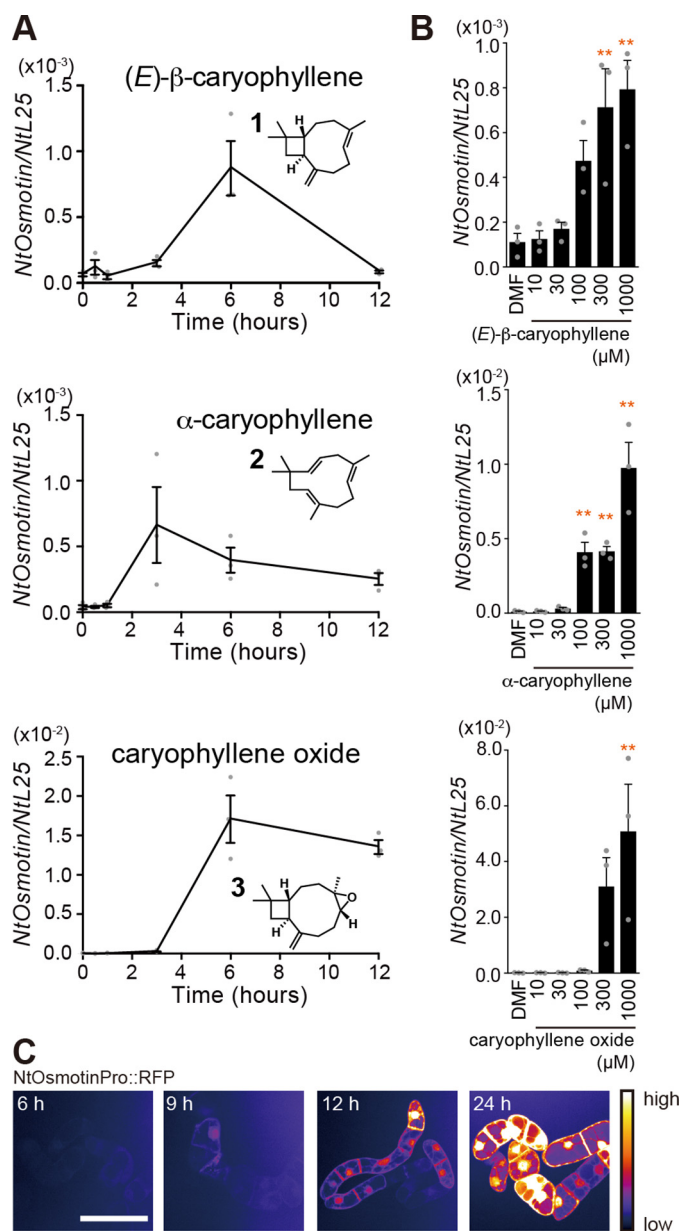 A
(x10⁻³)
(E)-β-caryophyllene
1
H
H
NtOsmotin/NtL25
1.5
1.0
0.5
0.0
0 2 4 6 8 10 12
Time (hours)
(x10⁻³)
α-caryophyllene
2
NtOsmotin/NtL25
1.5
1.0
0.5
0.0
0 2 4 6 8 10 12
Time (hours)
(x10⁻²)
caryophyllene oxide
3
H
H
O
H
NtOsmotin/NtL25
2.5
2.0
1.5
1.0
0.5
0.0
0 2 4 6 8 10 12
Time (hours)
B
(x10⁻³)
** **
NtOsmotin/NtL25
1.0
0.8
0.6
0.4
0.2
0.0
DMF 10 30 100 300 1000
(E)-β-caryophyllene
(µM)
(x10⁻²)
** ** **
NtOsmotin/NtL25
1.5
1.0
0.5
0.0
DMF 10 30 100 300 1000
α-caryophyllene
(µM)
(x10⁻²)
**
NtOsmotin/NtL25
8.0
6.0
4.0
2.0
0.0
DMF 10 30 100 300 1000
caryophyllene oxide
(µM)
C
NtOsmotinPro::RFP
6 h 9 h 12 h 24 h
high
low